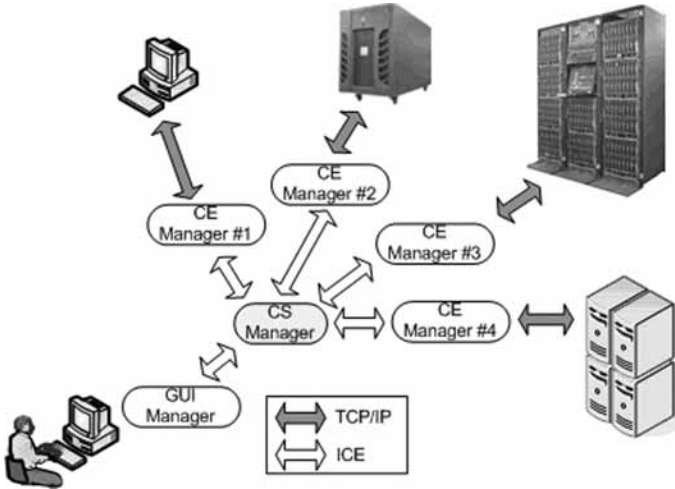 CE
Manager #2
CE
Manager #1
CE
Manager #3
CS
Manager
CE
Manager #4
GUI
Manager
TCP/IP
ICE